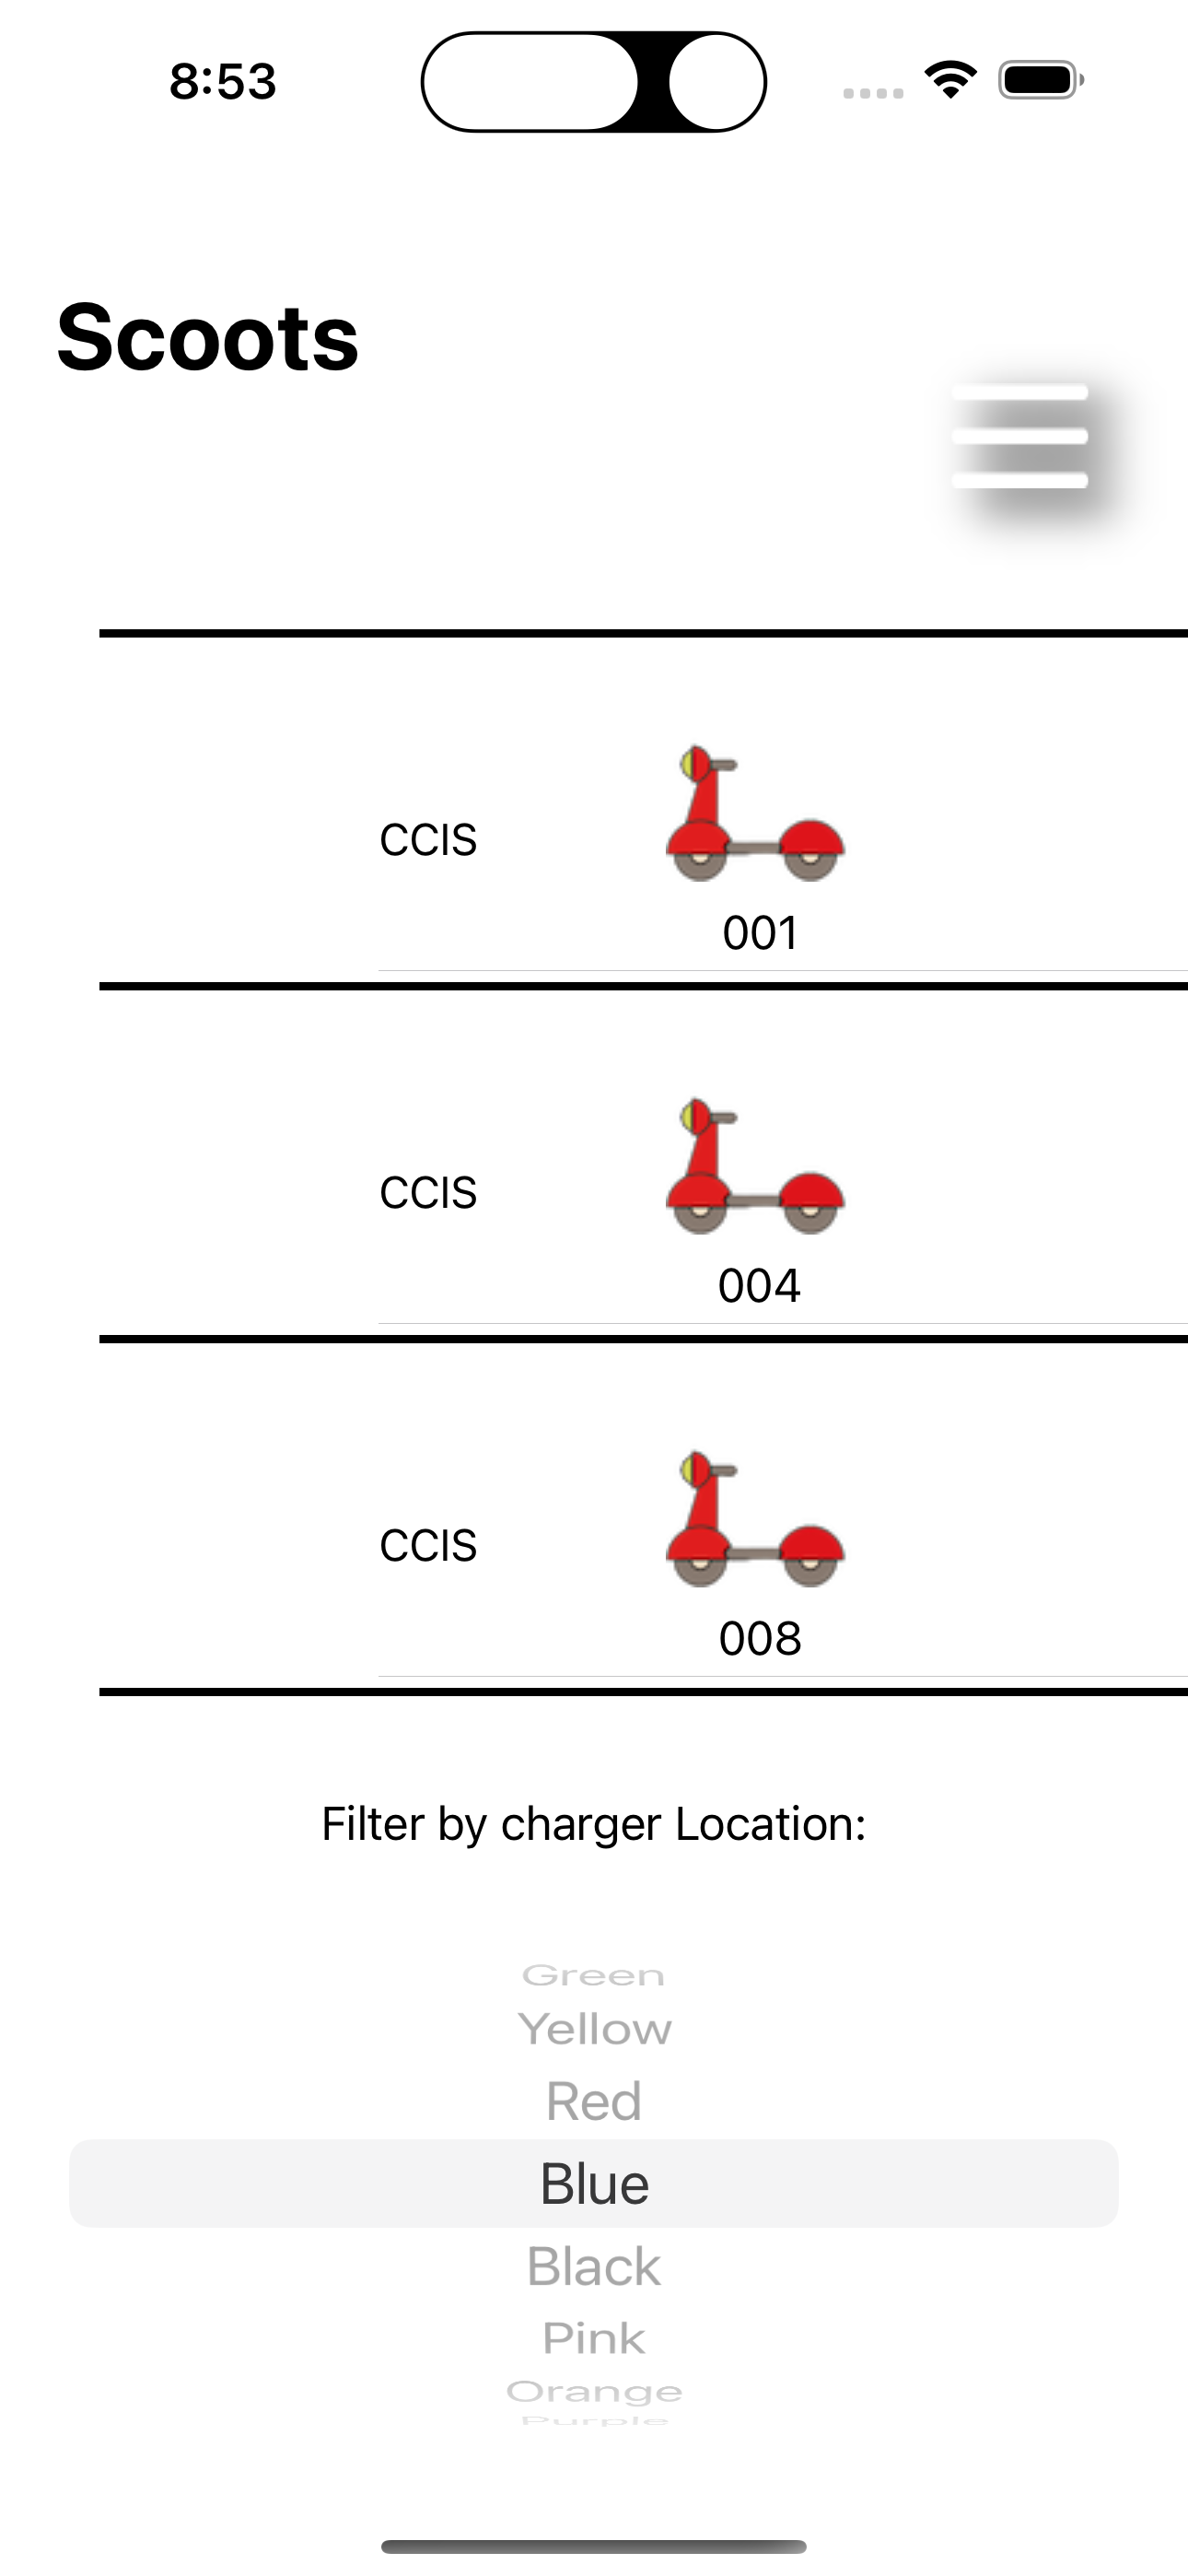 8:53
Scoots
CCIS
001
CCIS
004
CCIS
008
Filter by charger Location:
Green
Yellow
Red
Blue
Black
Pink
Orange
Purple